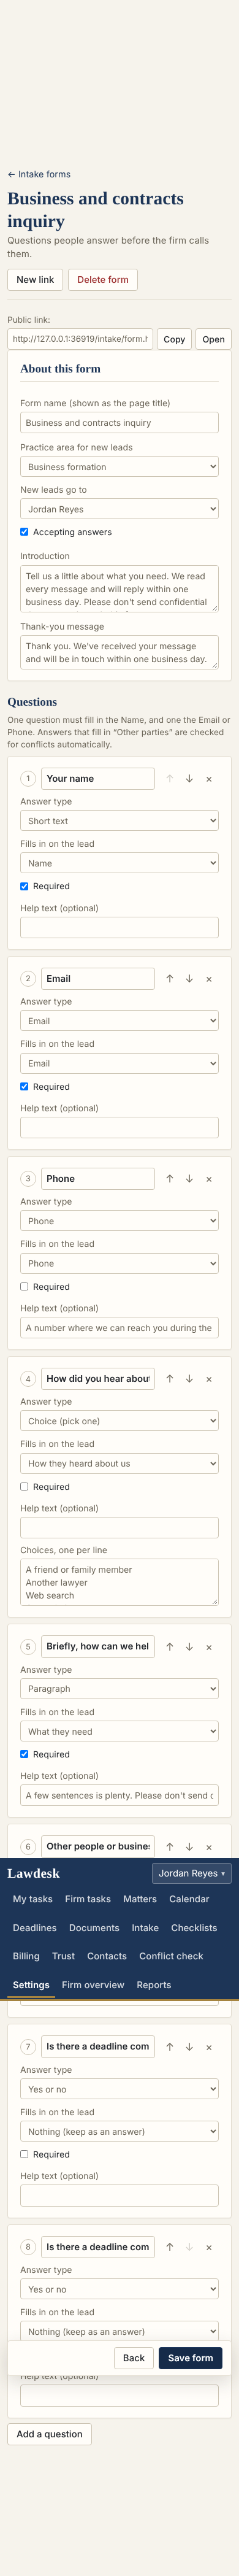 ← Intake forms
Business and contracts
inquiry
Questions people answer before the firm calls
them.
New link
Delete form
Public link:
http://127.0.0.1:36919/intake/form.h
Copy
Open
About this form
Form name (shown as the page title)
Business and contracts inquiry
Practice area for new leads
Business formation
New leads go to
Jordan Reyes
Accepting answers
Introduction
Tell us a little about what you need. We read
every message and will reply within one
business day. Please don't send confidential
Thank-you message
Thank you. We've received your message
and will be in touch within one business day.
Questions
One question must fill in the Name, and one the Email or
Phone. Answers that fill in "Other parties" are checked
for conflicts automatically.
1
Your name
↑ ↓ ×
Answer type
Short text
Fills in on the lead
Name
Required
Help text (optional)
2
Email
↑ ↓ ×
Answer type
Email
Fills in on the lead
Email
Required
Help text (optional)
3
Phone
↑ ↓ ×
Answer type
Phone
Fills in on the lead
Phone
Required
Help text (optional)
A number where we can reach you during the
4
How did you hear about
↑ ↓ ×
Answer type
Choice (pick one)
Fills in on the lead
How they heard about us
Required
Help text (optional)
Choices, one per line
A friend or family member
Another lawyer
Web search
5
Briefly, how can we hel
↑ ↓ ×
Answer type
Paragraph
Fills in on the lead
What they need
Required
Help text (optional)
A few sentences is plenty. Please don't send c
6
Other people or busines
↑ ↓ ×
Lawdesk
Jordan Reyes ▾
My tasks
Firm tasks
Matters
Calendar
Deadlines
Documents
Intake
Checklists
Billing
Trust
Contacts
Conflict check
Settings
Firm overview
Reports
7
Is there a deadline com
↑ ↓ ×
Answer type
Yes or no
Fills in on the lead
Nothing (keep as an answer)
Required
Help text (optional)
8
Is there a deadline com
↑ ↓ ×
Answer type
Yes or no
Fills in on the lead
Nothing (keep as an answer)
Back
Save form
Help text (optional)
Add a question